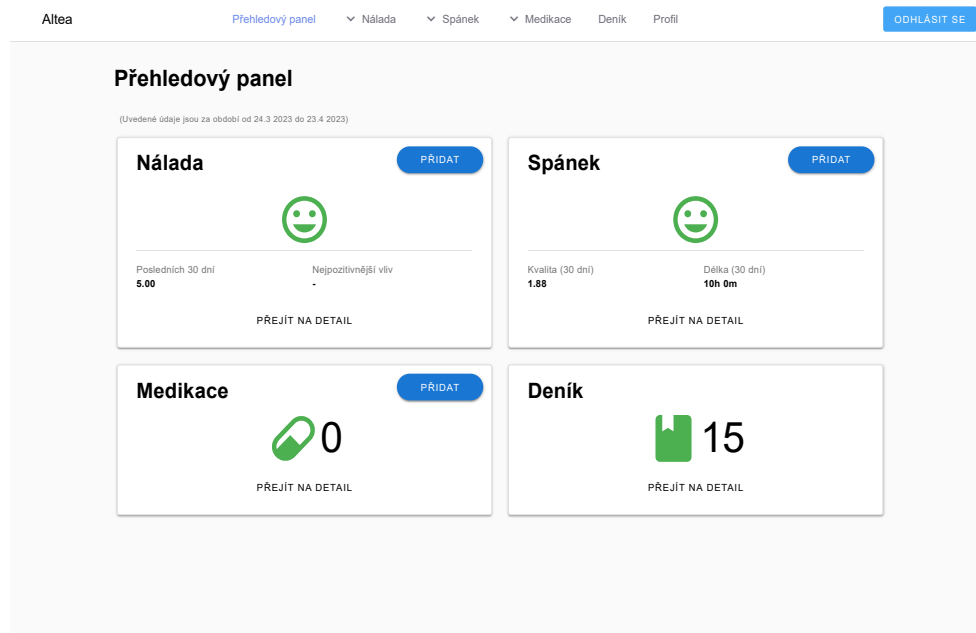 Altea Přehledový panel Nálada Spánek Medikace Deník Profil ODHLÁSIT SE
Přehledový panel
(Uvedené údaje jsou za období od 24.3 2023 do 23.4 2023)
Nálada PŘIDAT
Posledních 30 dní Nejpozitivnější vliv
5.00 -
PŘEJÍT NA DETAIL
Spánek PŘIDAT
Kvalita (30 dní) Délka (30 dní)
1.88 10h 0m
PŘEJÍT NA DETAIL
Medikace PŘIDAT
0
PŘEJÍT NA DETAIL
Deník
15
PŘEJÍT NA DETAIL